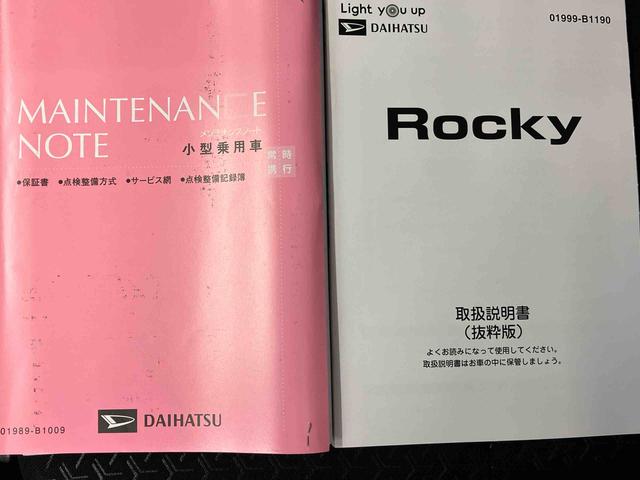 MAINTENANCE
NOTE
メンテナンスノート
小型乗用車
常時
携行
●保証書 ●点検整備方式 ●サービス網 ●点検整備記録簿
DAIHATSU
01989-B1009
Light you up
DAIHATSU
01999-B1190
Rocky
取扱説明書
(抜粋版)
よくお読みになって使用してください。
取扱説明書はお車の中に保管しましょう。